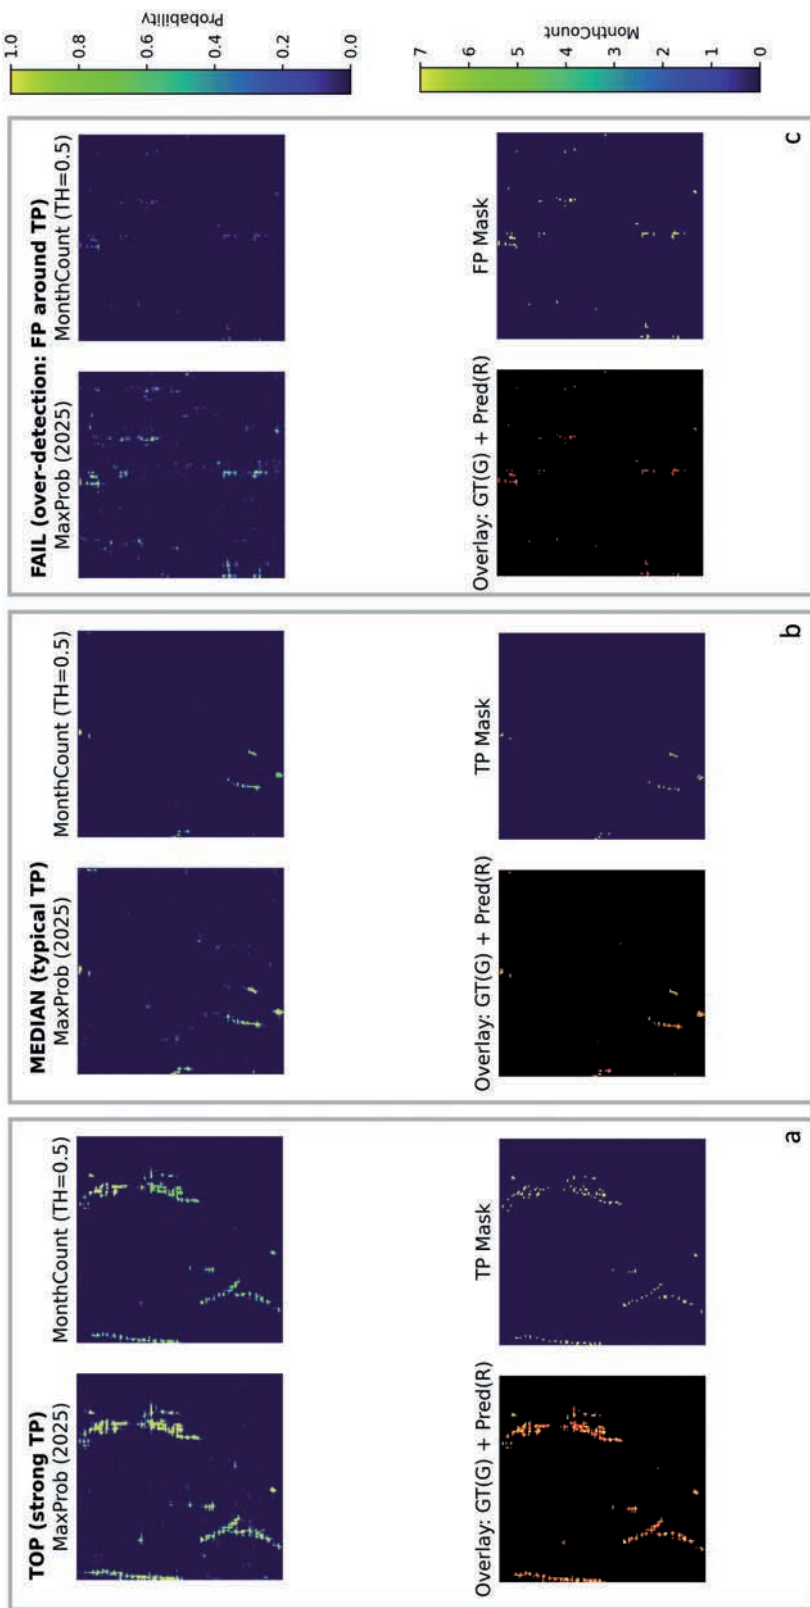 TOP (strong TP)
MaxProb (2025)
MonthCount (TH=0.5)
Overlay: GT(G) + Pred(R)
TP Mask
a
MEDIAN (typical TP)
MaxProb (2025)
MonthCount (TH=0.5)
Overlay: GT(G) + Pred(R)
TP Mask
b
FAIL (over-detection: FP around TP)
MaxProb (2025)
MonthCount (TH=0.5)
Overlay: GT(G) + Pred(R)
FP Mask
c
1.0
0.8
0.6
0.4
0.2
0.0
Probability
7
6
5
4
3
2
1
0
MonthCount